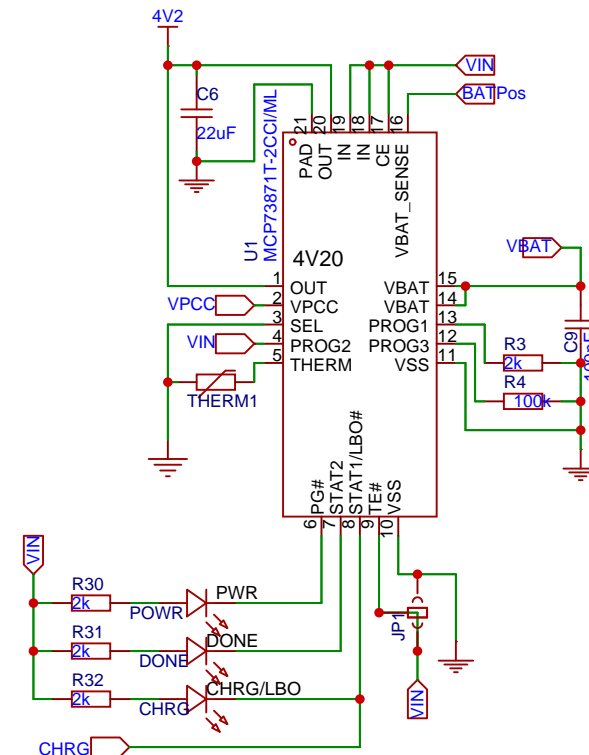 4V2
C6
22uF
VIN
BATPos
21
20
19
18
17
16
PAD
OUT
IN
IN
CE
VBAT_SENSE
U1
MCP73871T-2CCI/ML
4V20
VBAT
1
OUT
2
VPCC
3
SEL
4
PROG2
5
THERM
VBAT
15
VBAT
14
PROG1
13
PROG3
12
VSS
11
VPCC
VIN
THERM1
R3
2k
R4
100k
C9
PG#
STAT2
STAT1/LBO#
TE#
VSS
6
7
8
9
10
VIN
R30
2k
POWR
PWR
R31
2k
DONE
DONE
R32
2k
CHRG
CHRG/LBO
CHRG
JP1
VIN